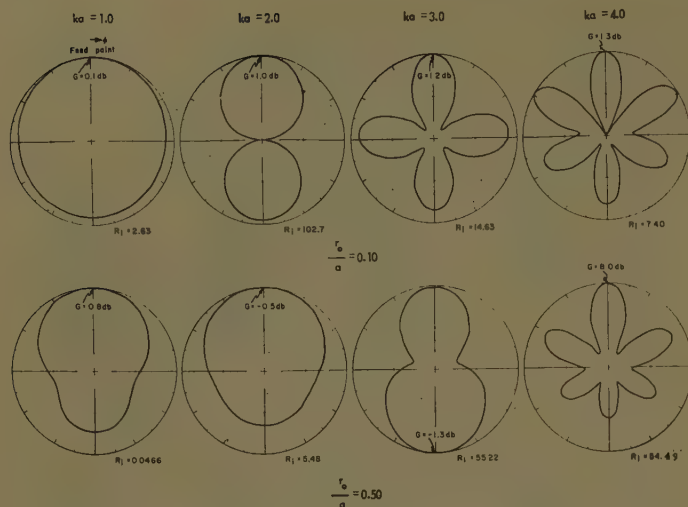 ka = 1.0
ka = 2.0
ka = 3.0
ka = 4.0
ϕ
Feed point
G=0.1 db
G=1.0 db
G=1.2 db
G=1.3 db
R₁ = 2.63
R₁ = 102.7
R₁ = 14.63
R₁ = 7.40
r₀/a = 0.10
G=0.8 db
G=-0.5 db
G=-1.3 db
G=8.0 db
R₁ = 0.0466
R₁ = 5.48
R₁ = 55.22
R₁ = 84.49
r₀/a = 0.50